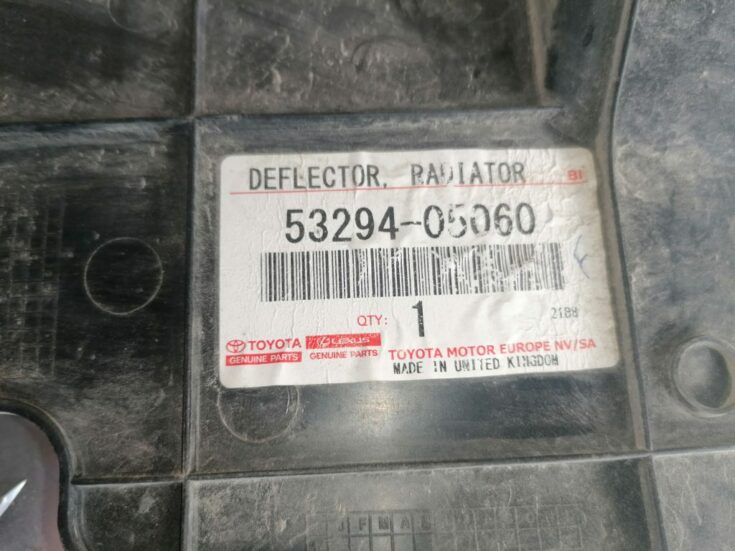 DEFLECTOR, RADIATOR BI
53294-05060
QTY: 1
TOYOTA
GENUINE PARTS
LEXUS
GENUINE PARTS
TOYOTA MOTOR EUROPE NV/SA
MADE IN UNITED KINGDOM
J F M A